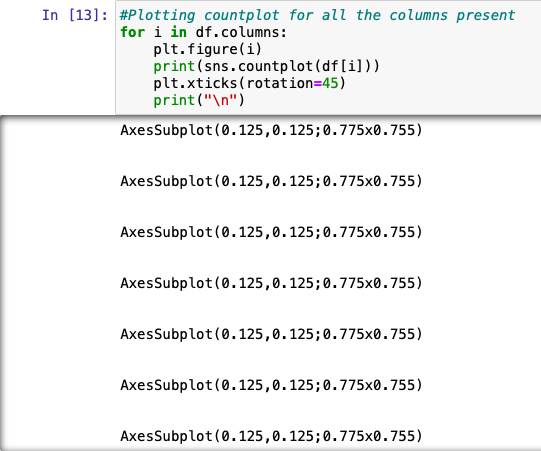 In [13]: #Plotting countplot for all the columns present
for i in df.columns:
    plt.figure(i)
    print(sns.countplot(df[i]))
    plt.xticks(rotation=45)
    print("\n")
AxesSubplot(0.125,0.125;0.775x0.755)
AxesSubplot(0.125,0.125;0.775x0.755)
AxesSubplot(0.125,0.125;0.775x0.755)
AxesSubplot(0.125,0.125;0.775x0.755)
AxesSubplot(0.125,0.125;0.775x0.755)
AxesSubplot(0.125,0.125;0.775x0.755)
AxesSubplot(0.125,0.125;0.775x0.755)